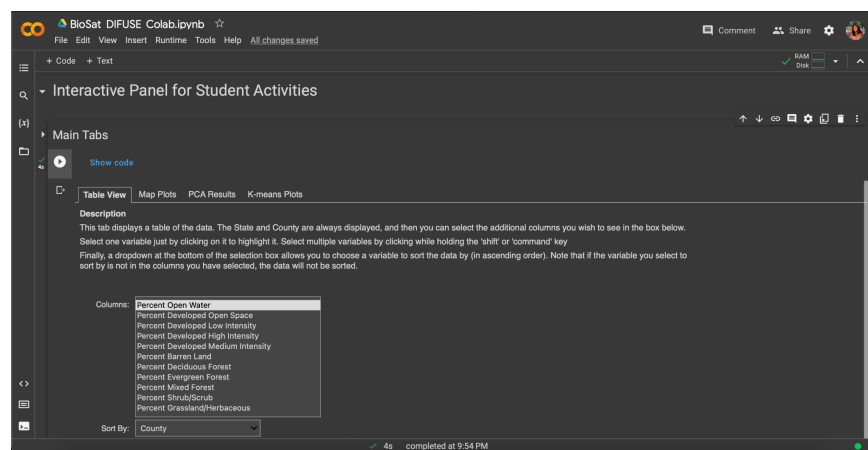 BioSat DIFUSE Colab.ipynb
Comment
Share
File Edit View Insert Runtime Tools Help All changes saved
+ Code + Text
RAM
Disk
Interactive Panel for Student Activities
{x}
Main Tabs
4s
Show code
Table View Map Plots PCA Results K-means Plots
Description
This tab displays a table of the data. The State and County are always displayed, and then you can select the additional columns you wish to see in the box below.
Select one variable just by clicking on it to highlight it. Select multiple variables by clicking while holding the 'shift' or 'command' key
Finally, a dropdown at the bottom of the selection box allows you to choose a variable to sort the data by (in ascending order). Note that if the variable you select to
sort by is not in the columns you have selected, the data will not be sorted.
Columns:
Percent Open Water
Percent Developed Open Space
Percent Developed Low Intensity
Percent Developed High Intensity
Percent Developed Medium Intensity
Percent Barren Land
Percent Deciduous Forest
Percent Evergreen Forest
Percent Mixed Forest
Percent Shrub/Scrub
Percent Grassland/Herbaceous
Sort By: County
4s completed at 9:54 PM